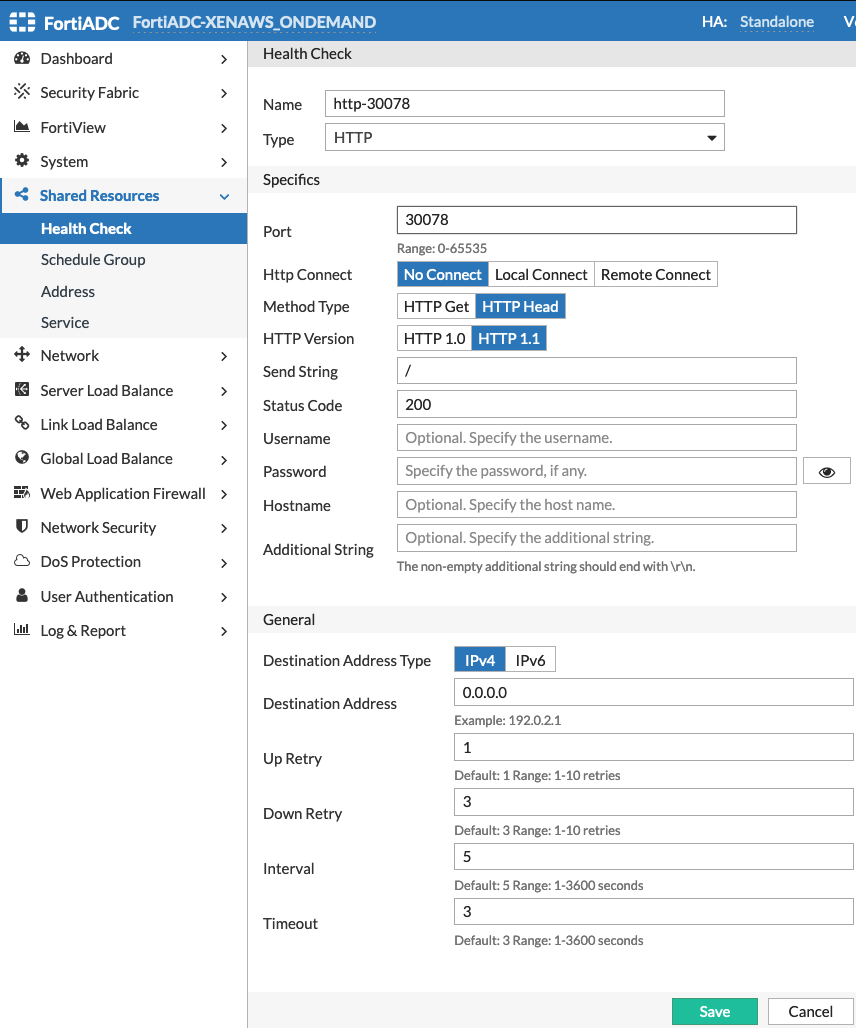 FortiADC FortiADC-XENAWS_ONDEMAND HA: Standalone
Dashboard
Security Fabric
FortiView
System
Shared Resources
Health Check
Schedule Group
Address
Service
Network
Server Load Balance
Link Load Balance
Global Load Balance
Web Application Firewall
Network Security
DoS Protection
User Authentication
Log & Report
Health Check
Name http-30078
Type HTTP
Specifics
Port 30078
Range: 0-65535
Http Connect No Connect Local Connect Remote Connect
Method Type HTTP Get HTTP Head
HTTP Version HTTP 1.0 HTTP 1.1
Send String /
Status Code 200
Username Optional. Specify the username.
Password Specify the password, if any.
Hostname Optional. Specify the host name.
Additional String Optional. Specify the additional string.
The non-empty additional string should end with \r\n.
General
Destination Address Type IPv4 IPv6
Destination Address 0.0.0.0
Example: 192.0.2.1
Up Retry 1
Default: 1 Range: 1-10 retries
Down Retry 3
Default: 3 Range: 1-10 retries
Interval 5
Default: 5 Range: 1-3600 seconds
Timeout 3
Default: 3 Range: 1-3600 seconds
Save Cancel